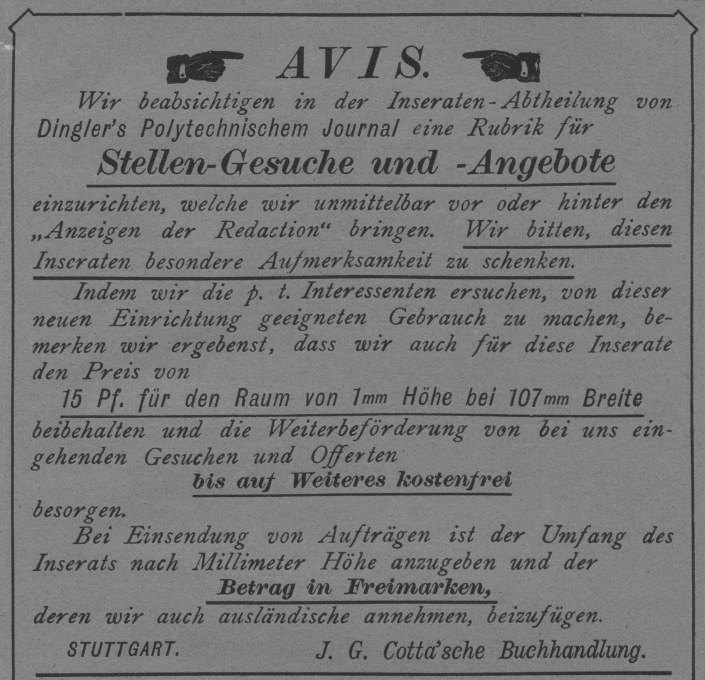 AVIS.
Wir beabsichtigen in der Inseraten-Abtheilung von
Dingler's Polytechnischem Journal eine Rubrik für
Stellen-Gesuche und -Angebote
einzurichten, welche wir unmittelbar vor oder hinter den
„Anzeigen der Redaction“ bringen. Wir bitten, diesen
Inseraten besondere Aufmerksamkeit zu schenken.
Indem wir die p. t. Interessenten ersuchen, von dieser
neuen Einrichtung geeigneten Gebrauch zu machen, be-
merken wir ergebenst, dass wir auch für diese Inserate
den Preis von
15 Pf. für den Raum von 1mm Höhe bei 107mm Breite
beibehalten und die Weiterbeförderung von bei uns ein-
gehenden Gesuchen und Offerten
bis auf Weiteres kostenfrei
besorgen.
Bei Einsendung von Aufträgen ist der Umfang des
Inserats nach Millimeter Höhe anzugeben und der
Betrag in Freimarken,
deren wir auch ausländische annehmen, beizufügen.
STUTTGART. J. G. Cotta'sche Buchhandlung.